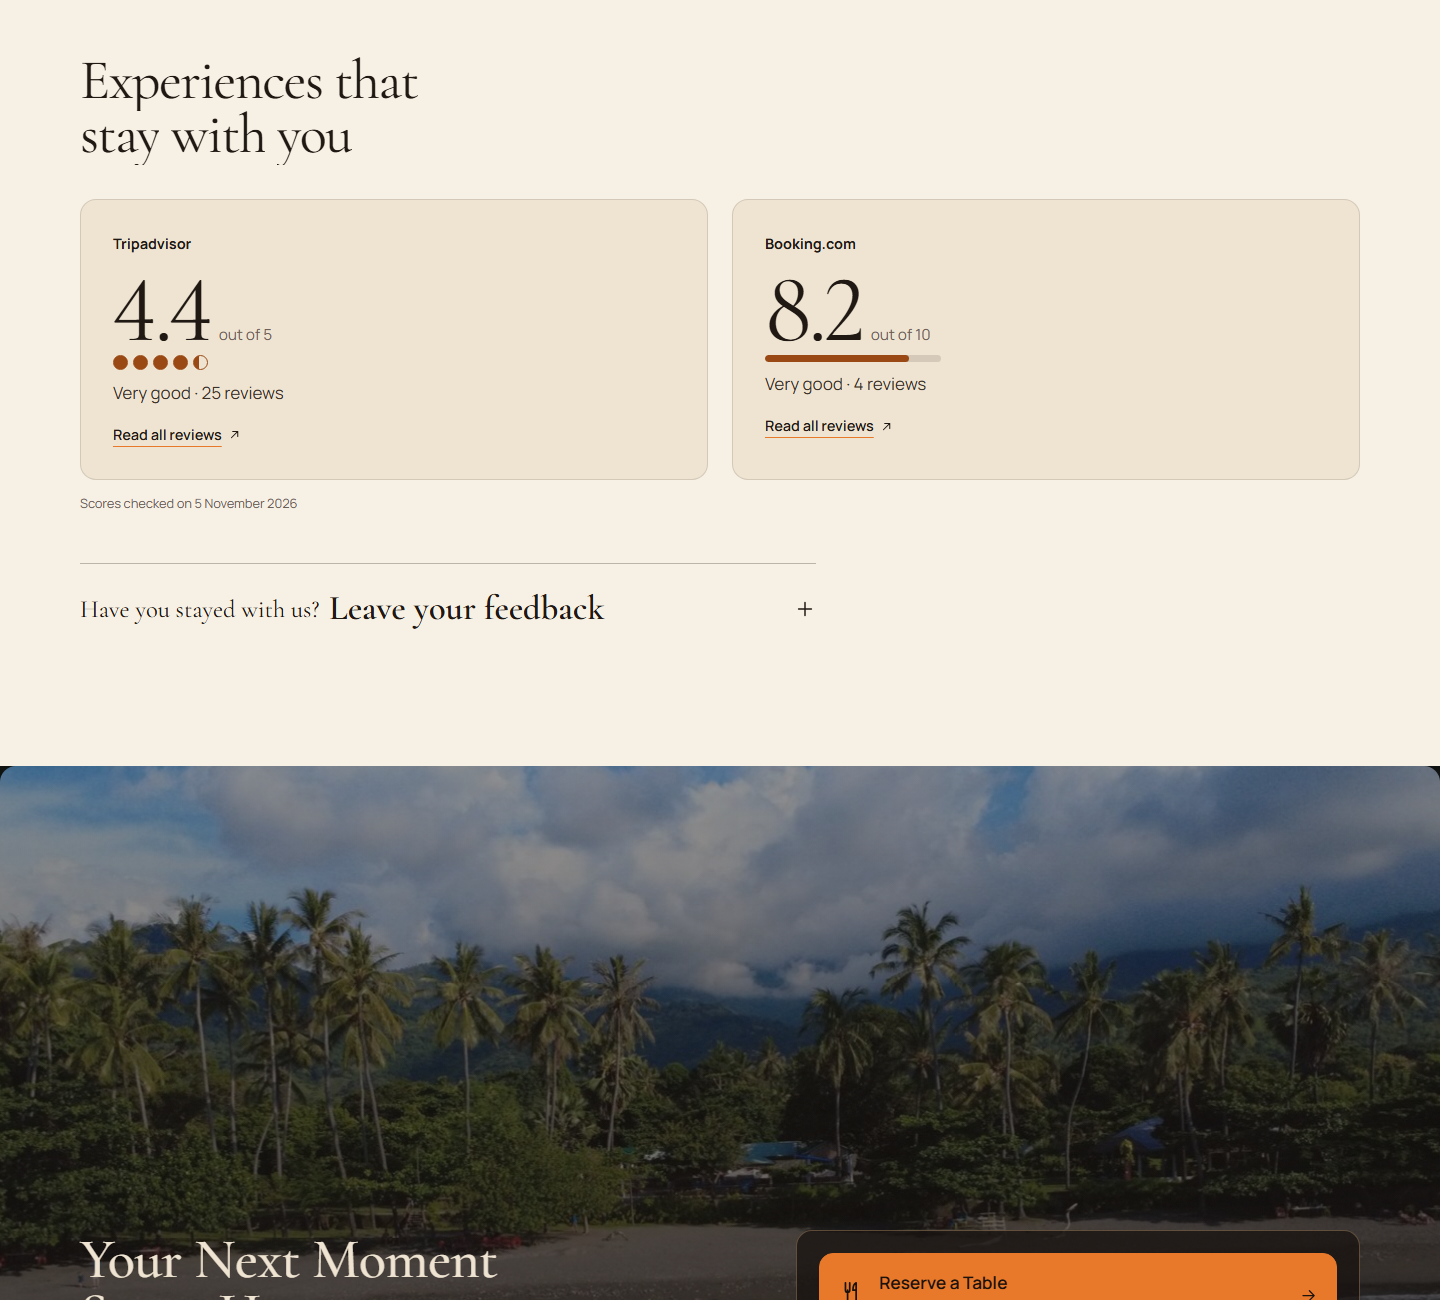 Experiences that
stay with you
Tripadvisor
4.4 out of 5
Very good · 25 reviews
Read all reviews ↗
Booking.com
8.2 out of 10
Very good · 4 reviews
Read all reviews ↗
Scores checked on 5 November 2026
Have you stayed with us? Leave your feedback +
Your Next Moment
Reserve a Table →